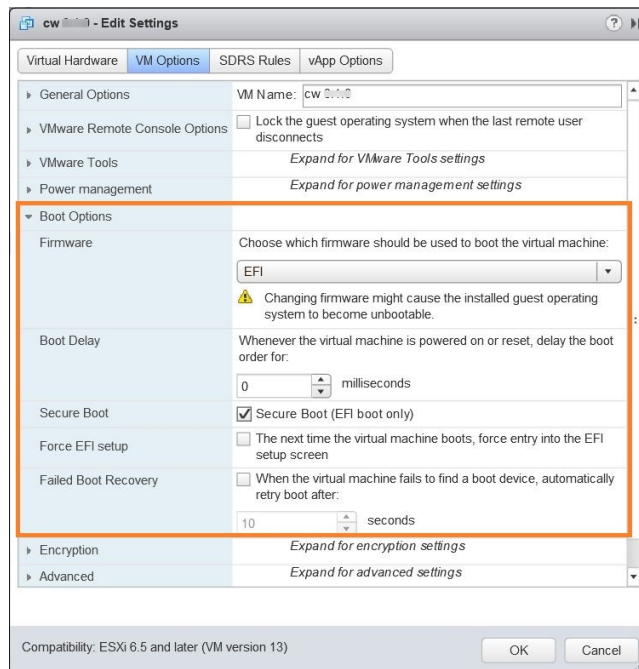 cw - Edit Settings
?
Virtual Hardware VM Options SDRS Rules vApp Options
General Options VM Name: cw
VMware Remote Console Options Lock the guest operating system when the last remote user
disconnects
VMware Tools Expand for VMware Tools settings
Power management Expand for power management settings
Boot Options
Firmware Choose which firmware should be used to boot the virtual machine:
EFI
Changing firmware might cause the installed guest operating
system to become unbootable.
Boot Delay Whenever the virtual machine is powered on or reset, delay the boot
order for:
0 milliseconds
Secure Boot Secure Boot (EFI boot only)
Force EFI setup The next time the virtual machine boots, force entry into the EFI
setup screen
Failed Boot Recovery When the virtual machine fails to find a boot device, automatically
retry boot after:
10 seconds
Encryption Expand for encryption settings
Advanced Expand for advanced settings
Compatibility: ESXi 6.5 and later (VM version 13) OK Cancel